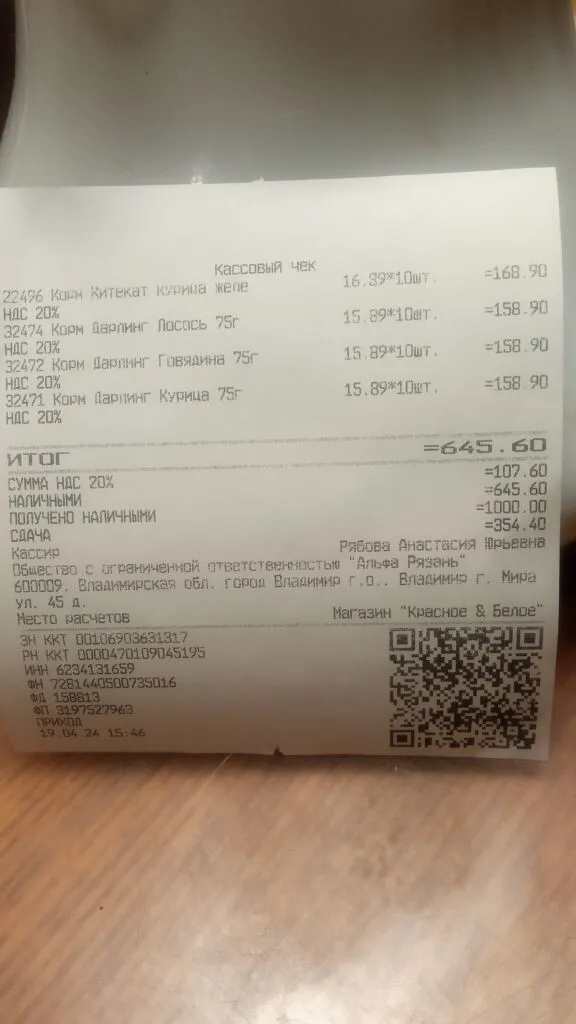 Кассовый чек
22496 Корм Китекат курица желе 16.89*10шт. =168.90
НДС 20%
32474 Корм Дарлинг Лосось 75г 15.89*10шт. =158.90
НДС 20%
32472 Корм Дарлинг Говядина 75г 15.89*10шт. =158.90
НДС 20%
32471 Корм Дарлинг Курица 75г 15.89*10шт. =158.90
НДС 20%
ИТОГ =645.60
СУММА НДС 20% =107.60
НАЛИЧНЫМИ =645.60
ПОЛУЧЕНО НАЛИЧНЫМИ =1000.00
СДАЧА =354.40
Кассир Рябова Анастасия Юрьевна
Общество с ограниченной ответственностью "Альфа Рязань"
600009, Владимирская обл. город Владимир г.о.. Владимир г. Мира
ул. 45 д.
Место расчетов Магазин "Красное & Белое"
ЗН ККТ 00106903631317
РН ККТ 0000470109045195
ИНН 6234131659
ФН 7281440500735016
ФД 158813
ФП 3197527963
ПРИХОД
19.04.24 15:46